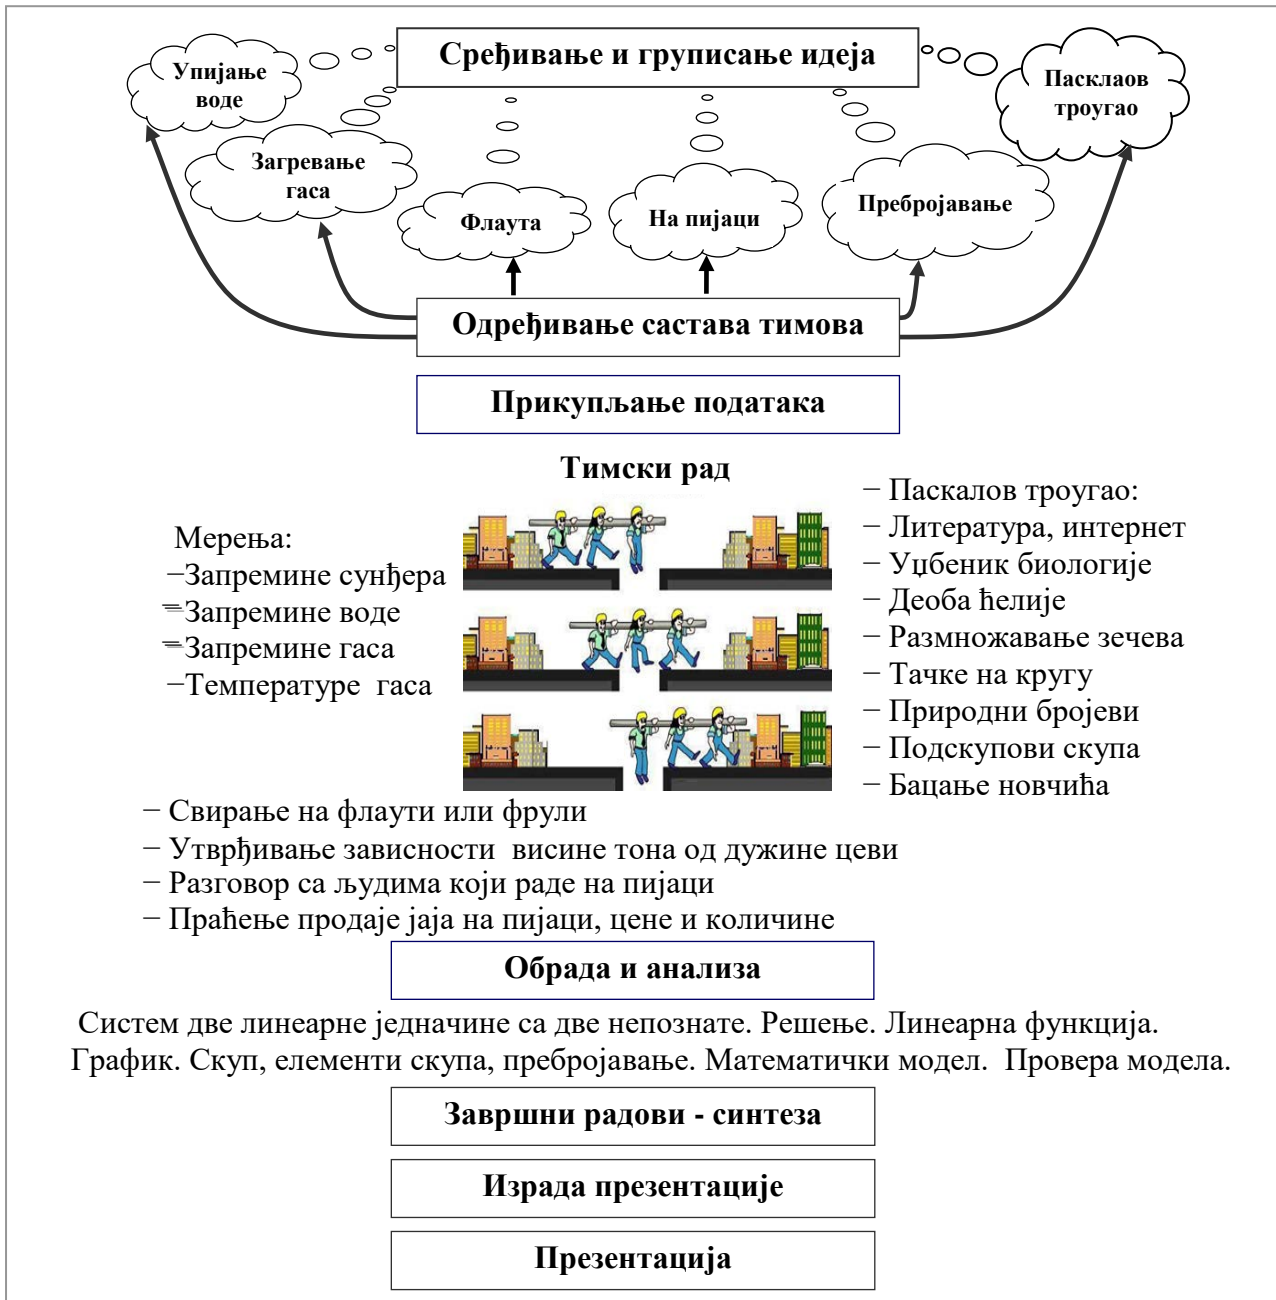 Сређивање и груписање идеја
Упијање
воде
Пасклаов
троугао
Загревање
гаса
Флаута
На пијаци
Пребројавање
Одређивање састава тимова
Прикупљање података
Тимски рад
Мерења:
−Запремине сунђера
−Запремине воде
−Запремине гаса
−Температуре гаса
− Паскалов троугао:
− Литература, интернет
− Уџбеник биологије
− Деоба ћелије
− Размножавање зечева
− Тачке на кругу
− Природни бројеви
− Подскупови скупа
− Бацање новчића
− Свирање на флаути или фрули
− Утврђивање зависности висине тона од дужине цеви
− Разговор са људима који раде на пијаци
− Праћење продаје јаја на пијаци, цене и количине
Обрада и анализа
Систем две линеарне једначине са две непознате. Решење. Линеарна функција.
График. Скуп, елементи скупа, пребројавање. Математички модел. Провера модела.
Завршни радови - синтеза
Израда презентације
Презентација